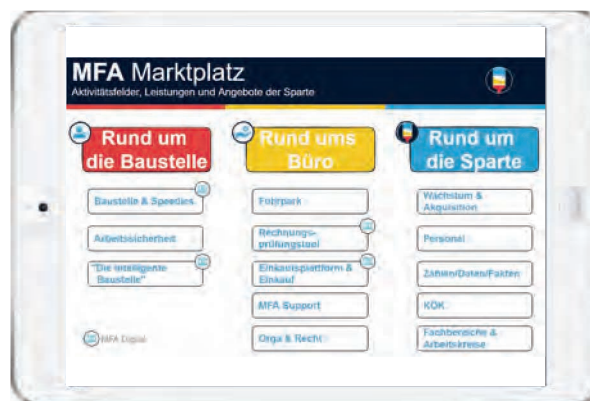 MFA Marktplatz
Aktivitätsfelder, Leistungen und Angebote der Sparte
Rund um
die Baustelle
Baustelle & Speedies
Arbeitssicherheit
"Die intelligente
Baustelle"
MFA Digital
Rund ums
Büro
Fuhrpark
Rechnungs-
prüfungstool
Einkaufsplattform &
Einkauf
MFA Support
Orga & Recht
Rund um
die Sparte
Wachstum &
Akquisition
Personal
Zahlen/Daten/Fakten
KÖK
Fachbereiche &
Arbeitskreise